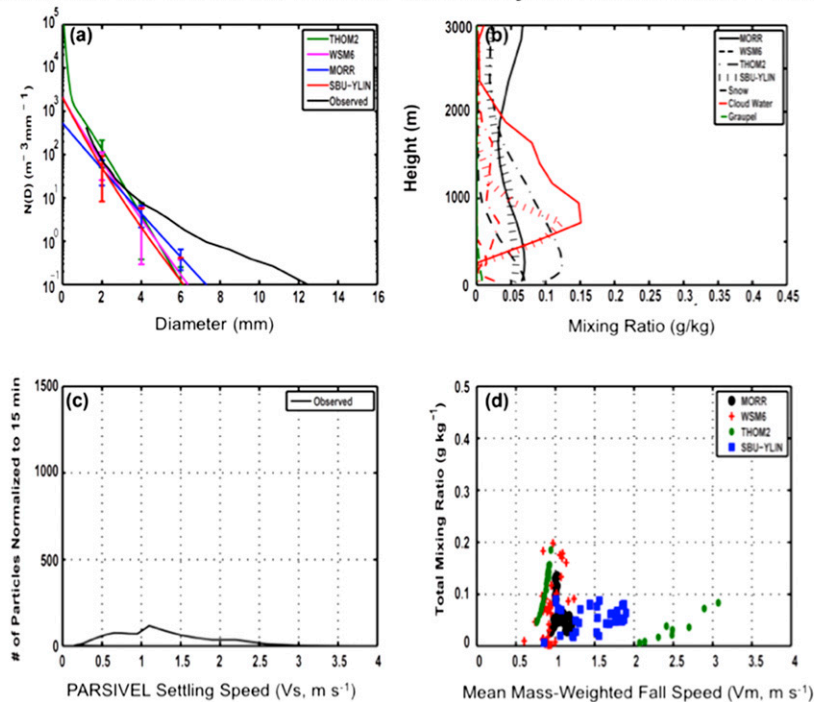 (a)
10⁵
10⁴
10³
10²
10¹
10⁰
10⁻¹
N(D) (m⁻³mm⁻¹)
THOM2
WSM6
MORR
SBU-YLIN
Observed
0 2 4 6 8 10 12 14 16
Diameter (mm)
(b)
3000
2000
1000
0
Height (m)
MORR
WSM6
THOM2
SBU-YLIN
Snow
Cloud Water
Graupel
0 0.05 0.1 0.15 0.2 0.25 0.3 0.35 0.4 0.45
Mixing Ratio (g/kg)
(c)
1500
1000
500
0
# of Particles Normalized to 15 min
Observed
0 0.5 1 1.5 2 2.5 3 3.5 4
PARSIVEL Settling Speed (Vs, m s⁻¹)
(d)
0.5
0.4
0.3
0.2
0.1
0
Total Mixing Ratio (g kg⁻¹)
MORR
WSM6
THOM2
SBU-YLIN
0 0.5 1 1.5 2 2.5 3 3.5 4
Mean Mass-Weighted Fall Speed (Vm, m s⁻¹)